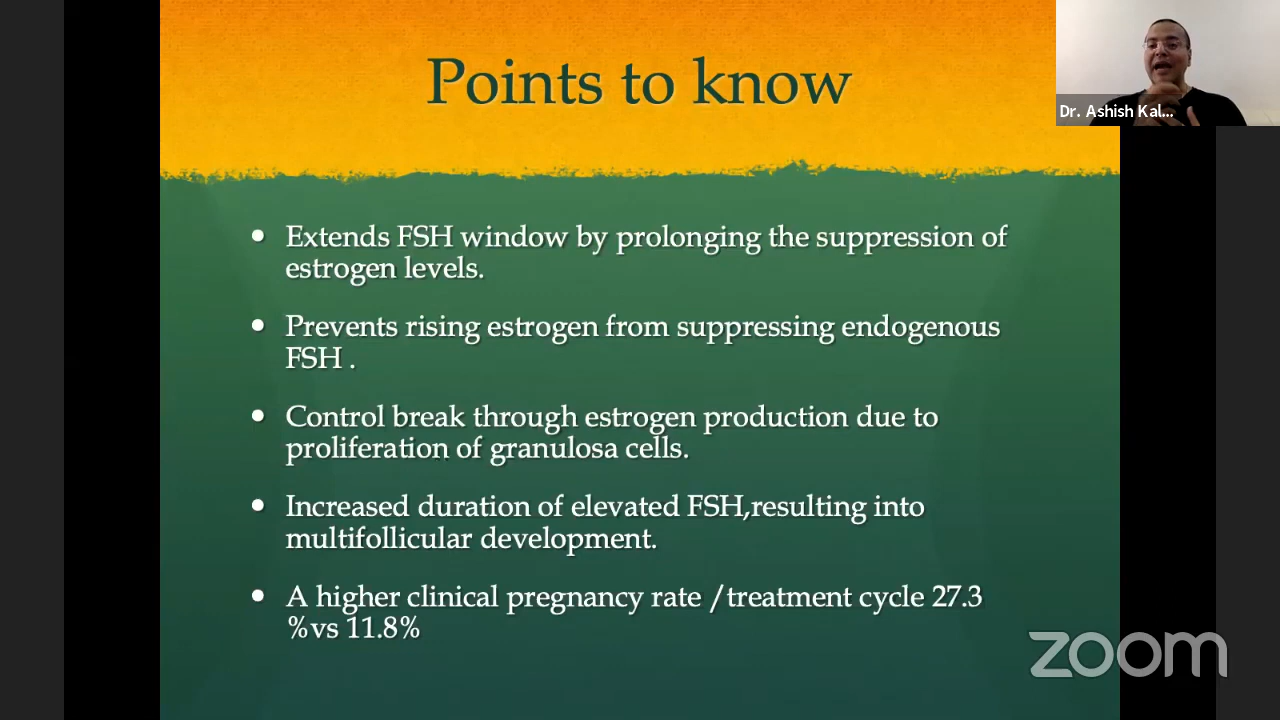 Points to know
Dr. Ashish Kal...
• Extends FSH window by prolonging the suppression of
estrogen levels.
• Prevents rising estrogen from suppressing endogenous
FSH .
• Control break through estrogen production due to
proliferation of granulosa cells.
• Increased duration of elevated FSH,resulting into
multifollicular development.
• A higher clinical pregnancy rate /treatment cycle 27.3
%vs 11.8%
zoom